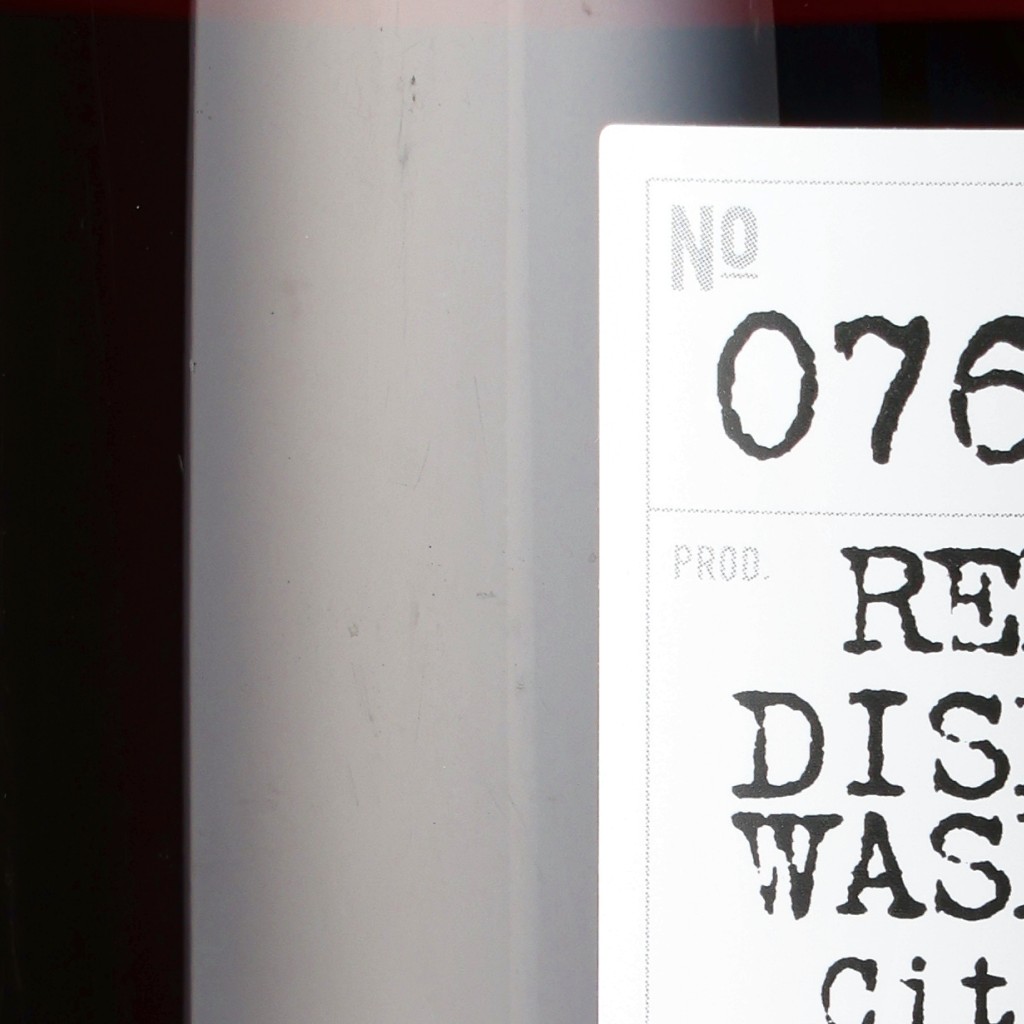 Nº
076
PROD.
RE
DIS
WAS
Cit